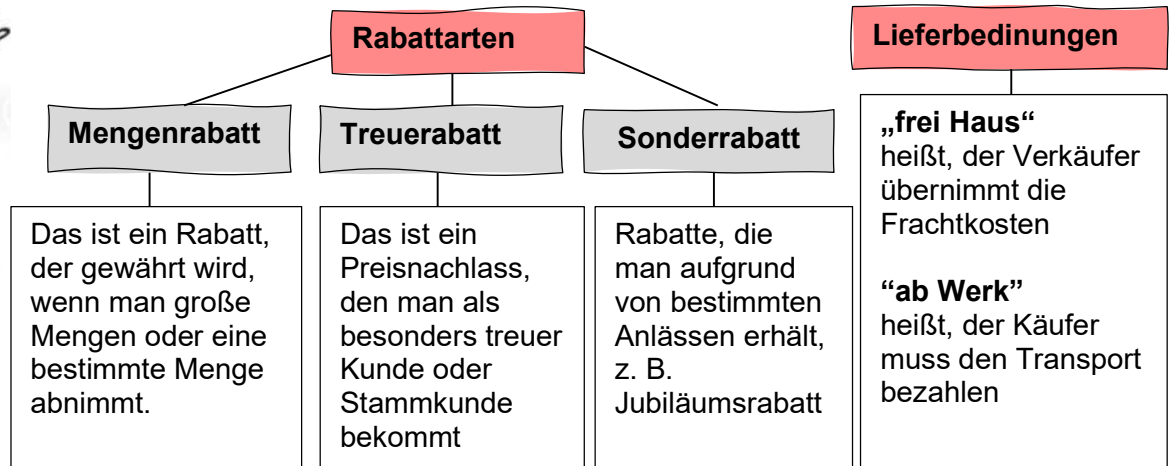 Rabattarten
Mengenrabatt
Das ist ein Rabatt,
der gewährt wird,
wenn man große
Mengen oder eine
bestimmte Menge
abnimmt.
Treuerabatt
Das ist ein
Preisnachlass,
den man als
besonders treuer
Kunde oder
Stammkunde
bekommt
Sonderrabatt
Rabatte, die
man aufgrund
von bestimmten
Anlässen erhält,
z. B.
Jubiläumsrabatt
Lieferbedinungen
„frei Haus“
heißt, der Verkäufer
übernimmt die
Frachtkosten
“ab Werk”
heißt, der Käufer
muss den Transport
bezahlen